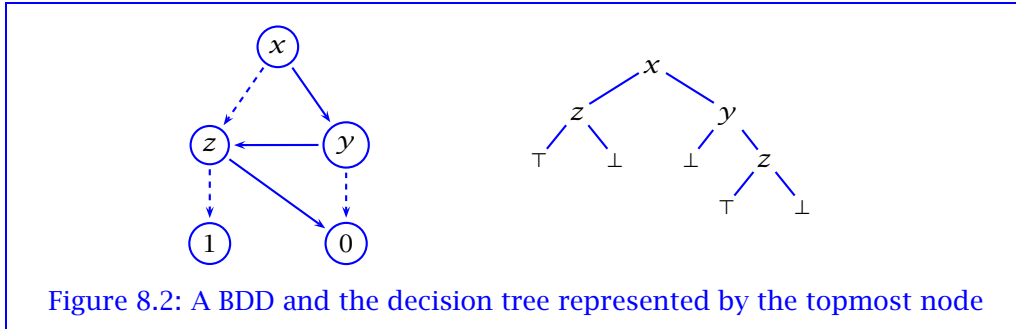 x
x
z
y
z
y
⊤
⊥
⊥
z
1
0
⊤
⊥
Figure 8.2: A BDD and the decision tree represented by the topmost node